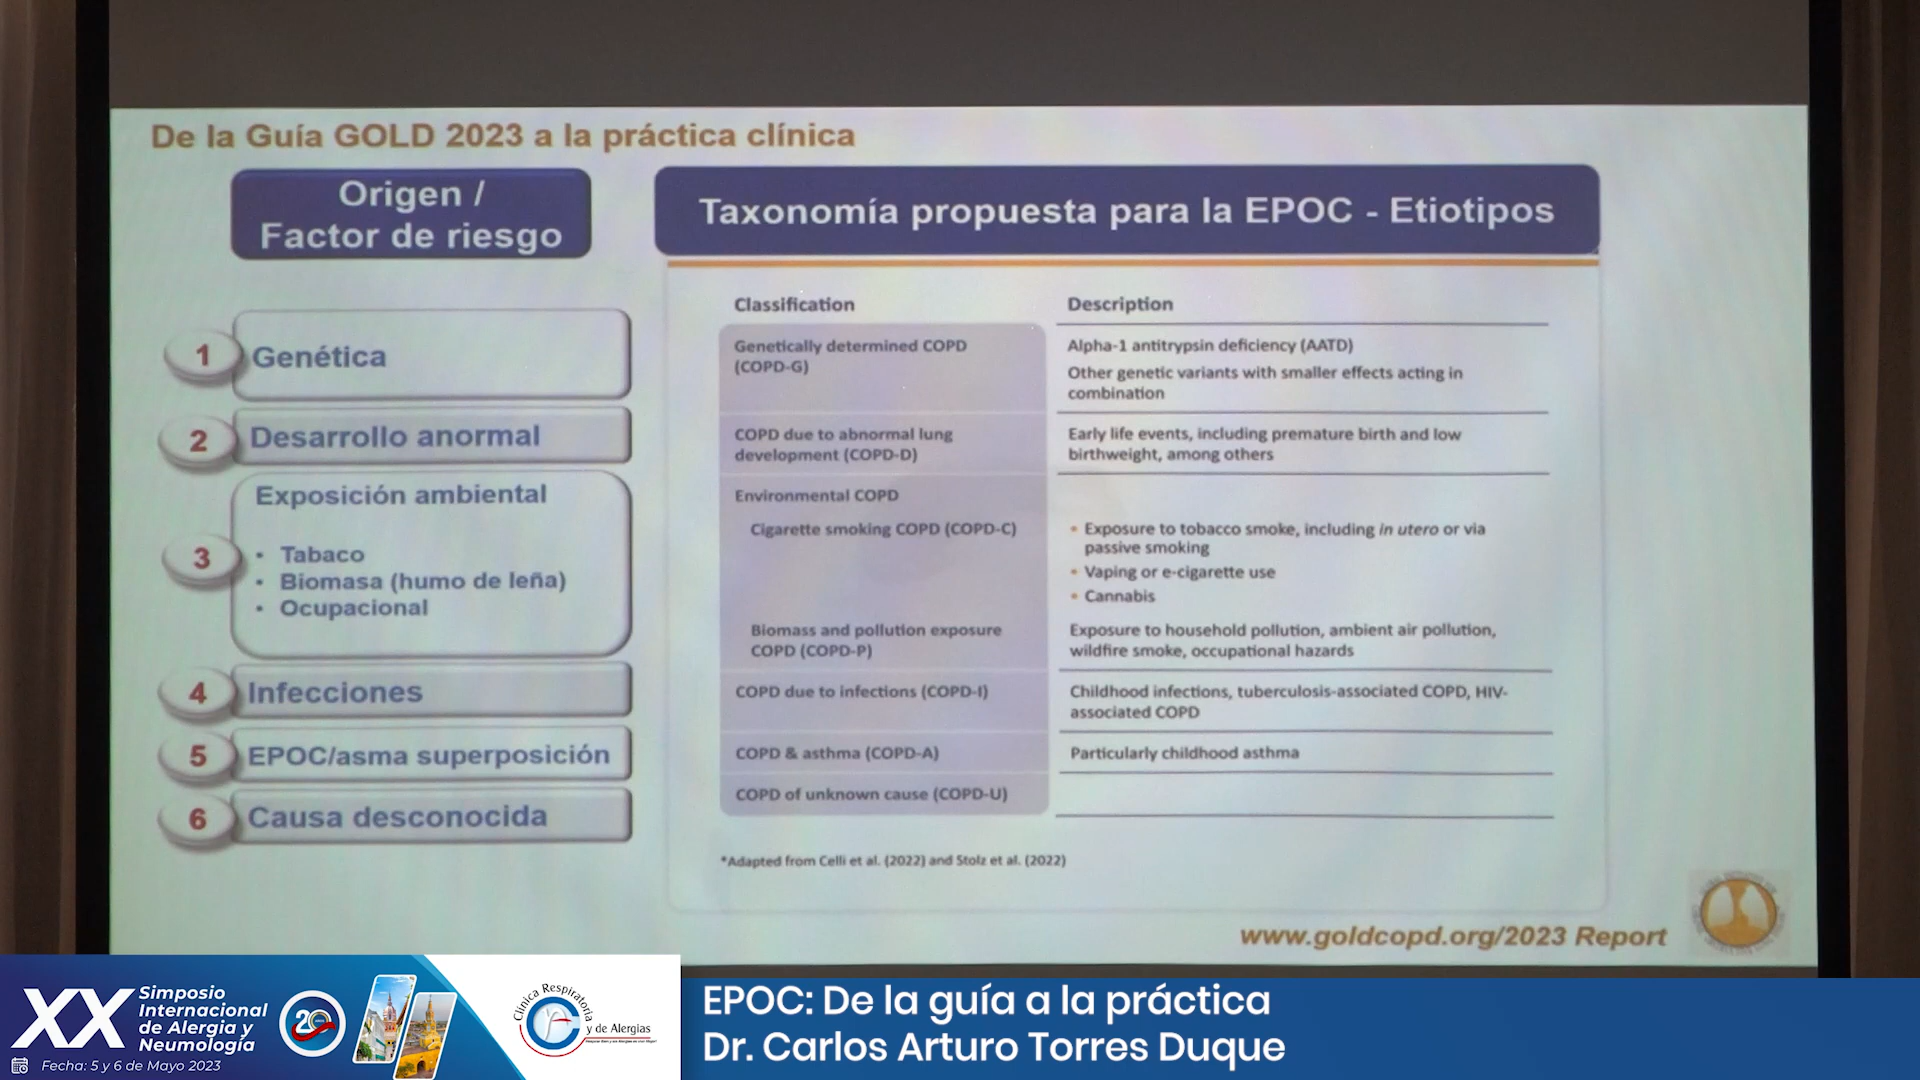 De la Guía GOLD 2023 a la práctica clínica
Origen /
Factor de riesgo
1
Genética
2
Desarrollo anormal
3
Exposición ambiental
• Tabaco
• Biomasa (humo de leña)
• Ocupacional
4
Infecciones
5
EPOC/asma superposición
6
Causa desconocida
Taxonomía propuesta para la EPOC - Etiotipos
Classification Description
Genetically determined COPD
(COPD-G)
Alpha-1 antitrypsin deficiency (AATD)
Other genetic variants with smaller effects acting in
combination
COPD due to abnormal lung
development (COPD-D)
Early life events, including premature birth and low
birthweight, among others
Environmental COPD
Cigarette smoking COPD (COPD-C)
• Exposure to tobacco smoke, including in utero or via
passive smoking
• Vaping or e-cigarette use
• Cannabis
Biomass and pollution exposure
COPD (COPD-P)
Exposure to household pollution, ambient air pollution,
wildfire smoke, occupational hazards
COPD due to infections (COPD-I)
Childhood infections, tuberculosis-associated COPD, HIV-
associated COPD
COPD & asthma (COPD-A)
Particularly childhood asthma
COPD of unknown cause (COPD-U)
*Adapted from Celli et al. (2022) and Stolz et al. (2022)
www.goldcopd.org/2023 Report
XX
Simposio
Internacional
de Alergia y
Neumología
Fecha: 5 y 6 de Mayo 2023
20
Clínica Respiratoria
y de Alergias
EPOC: De la guía a la práctica
Dr. Carlos Arturo Torres Duque